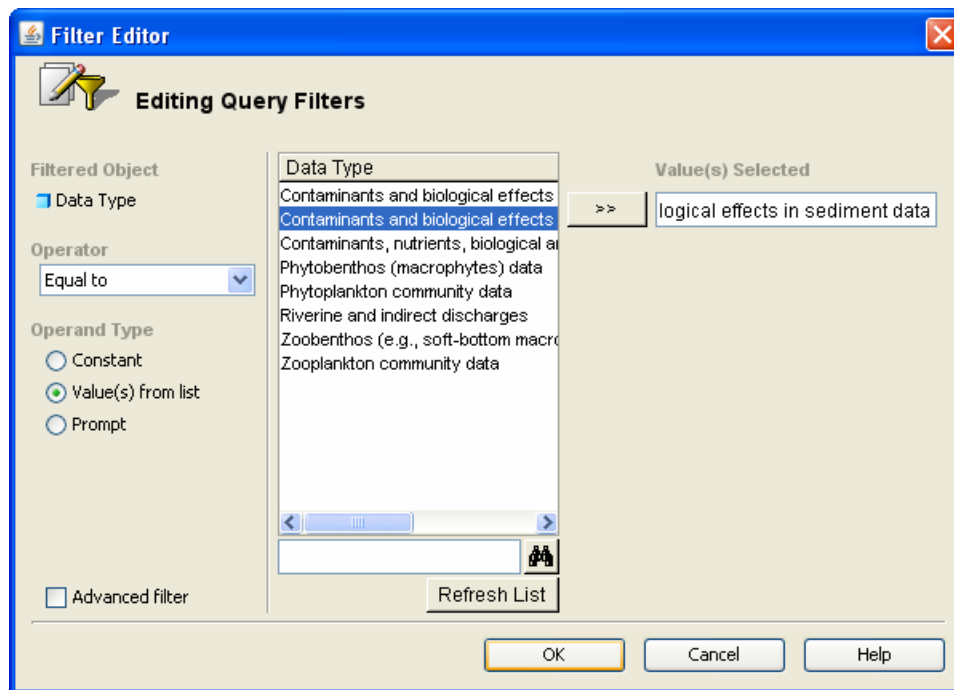 Filter Editor
Editing Query Filters
Filtered Object
Data Type
Operator
Equal to
Operand Type
Constant
Value(s) from list
Prompt
Advanced filter
Data Type
Contaminants and biological effects
Contaminants and biological effects
Contaminants, nutrients, biological
Phytobenthos (macrophytes) data
Phytoplankton community data
Riverine and indirect discharges
Zoobenthos (e.g., soft-bottom macro
Zooplankton community data
Refresh List
Value(s) Selected
>>
logical effects in sediment data
OK
Cancel
Help